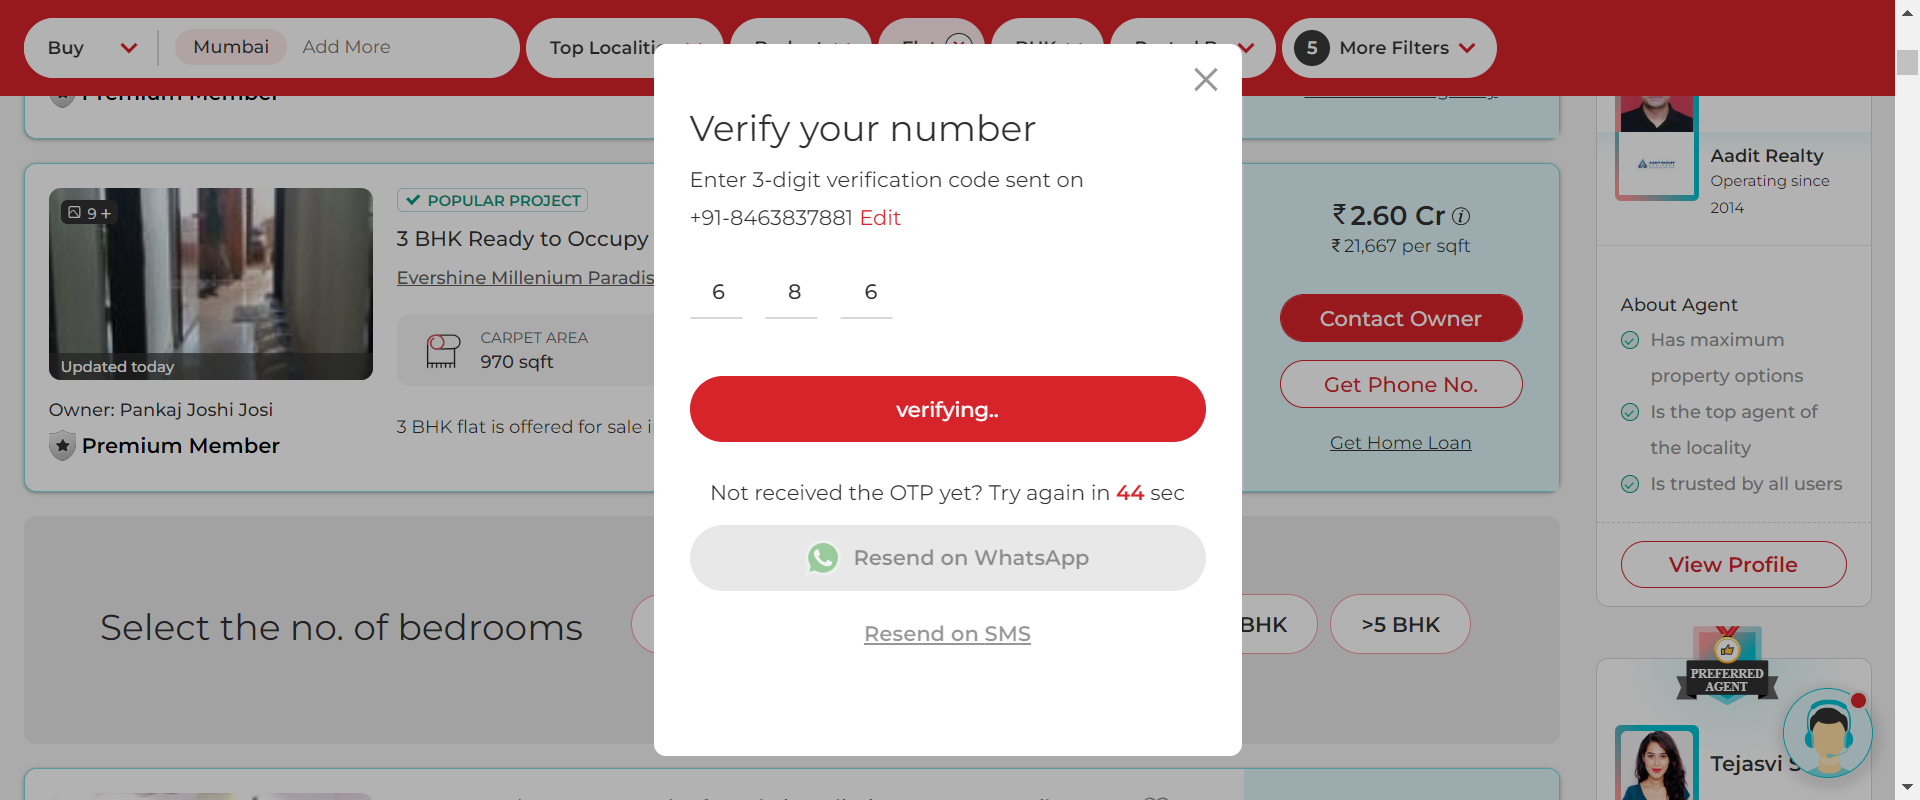 Buy
Mumbai
Add More
5
More Filters
Premium Member
9+
Updated today
Owner: Pankaj Joshi Josi
Premium Member
POPULAR PROJECT
3 BHK Ready to Occupy
Evershine Millenium Paradis
CARPET AREA
970 sqft
3 BHK flat is offered for sale i
Verify your number
Enter 3-digit verification code sent on
+91-8463837881 Edit
6 8 6
verifying..
Not received the OTP yet? Try again in 44 sec
Resend on WhatsApp
Resend on SMS
₹2.60 Cr
₹21,667 per sqft
Contact Owner
Get Phone No.
Get Home Loan
Select the no. of bedrooms
BHK
>5 BHK
Aadit Realty
Operating since
2014
About Agent
Has maximum
property options
Is the top agent of
the locality
Is trusted by all users
View Profile
PREFERRED
AGENT
Tejasvi